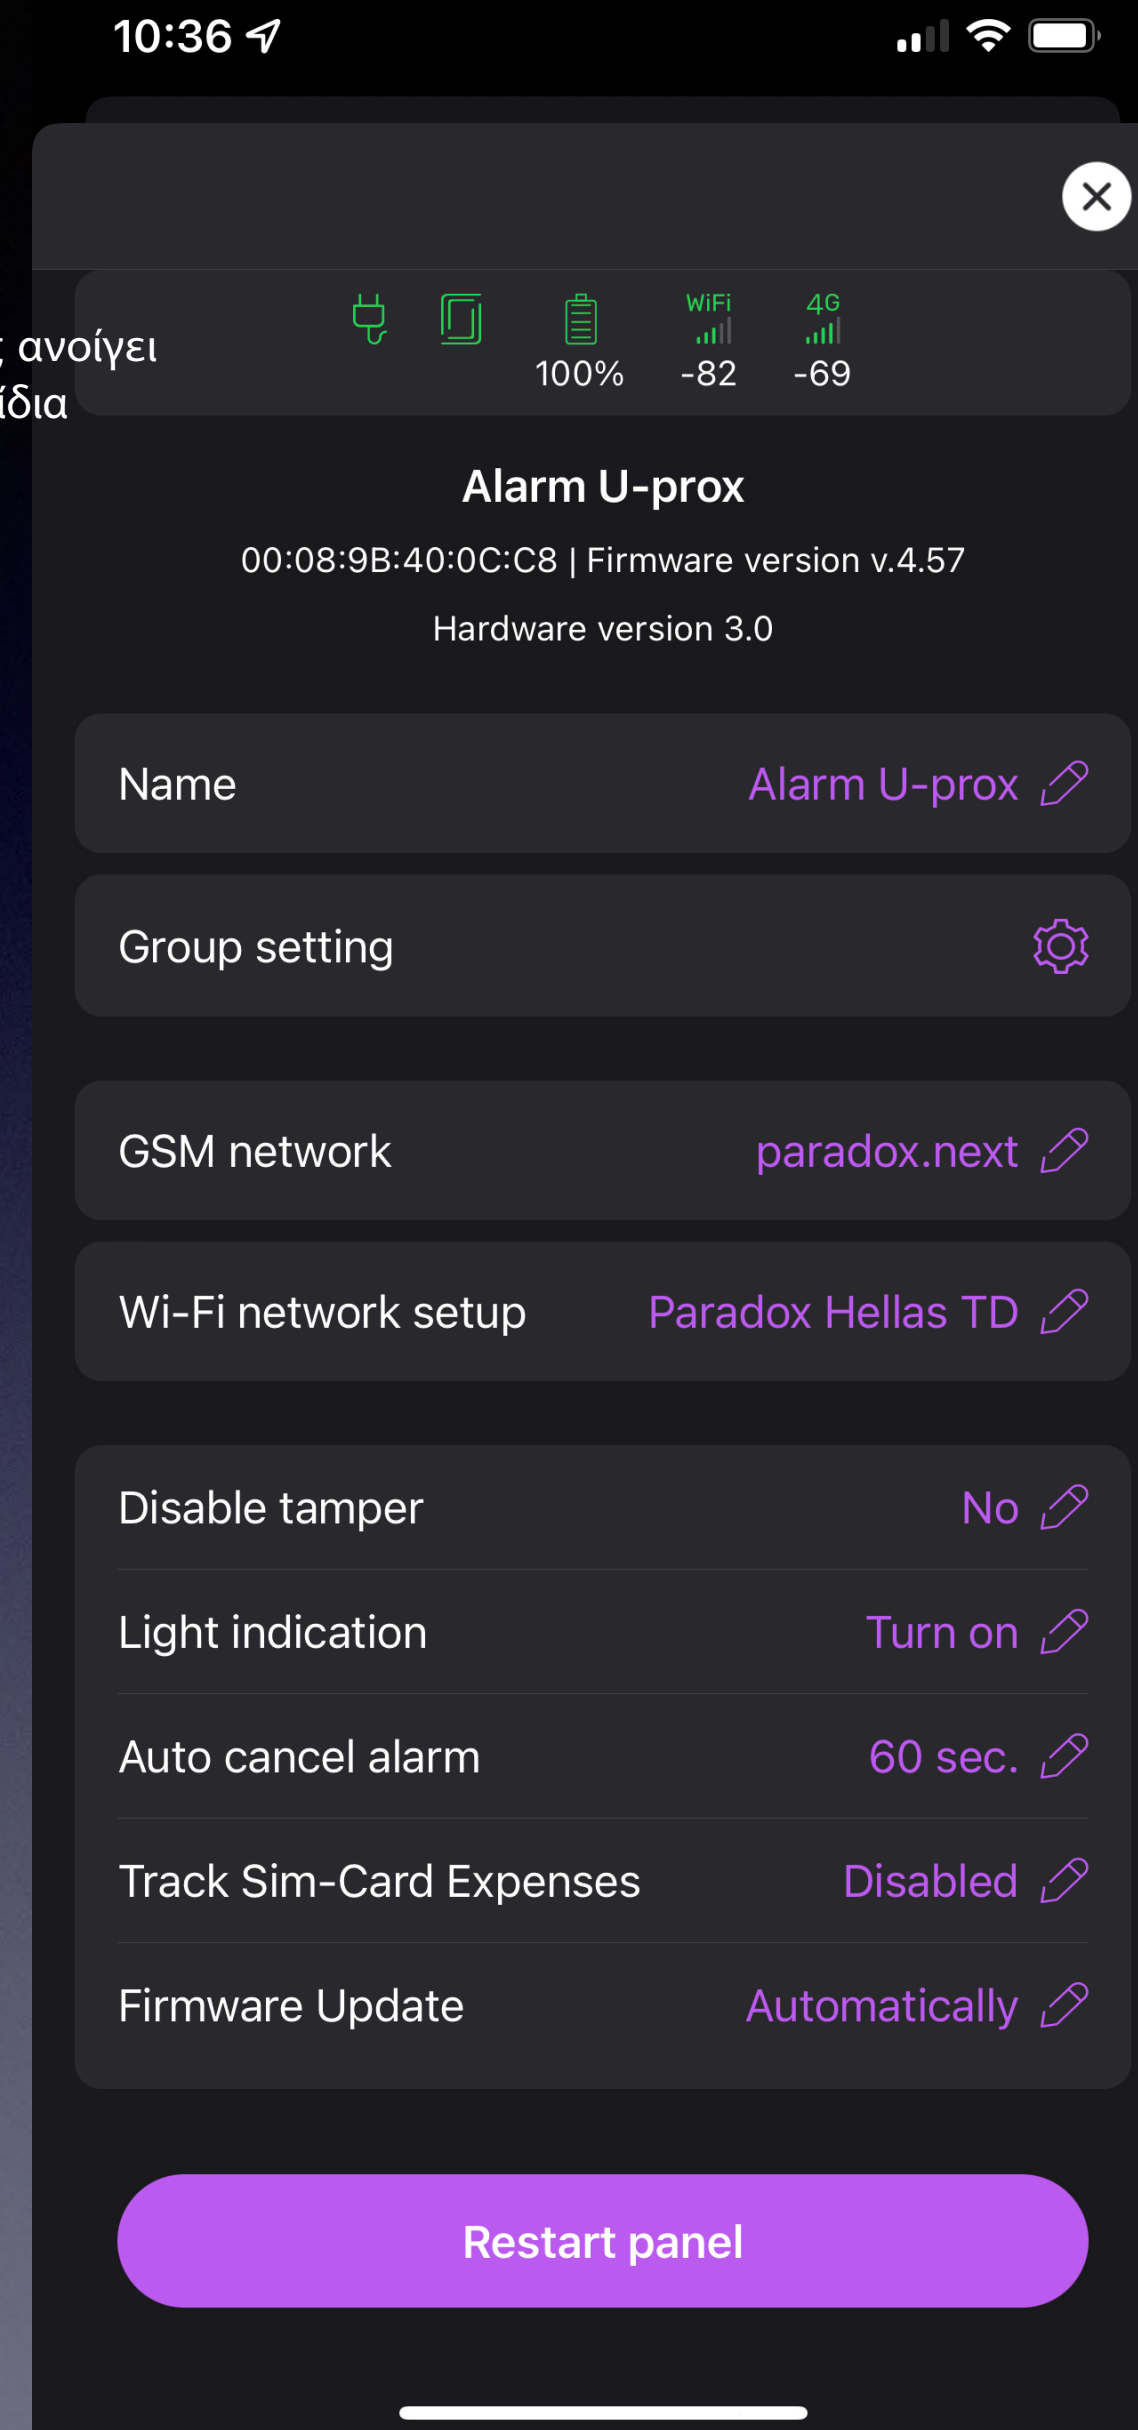 10:36
WiFi 4G
100% -82 -69
ανοίγει
ίδια
Alarm U-prox
00:08:9B:40:0C:C8 | Firmware version v.4.57
Hardware version 3.0
Name Alarm U-prox
Group setting
GSM network paradox.next
Wi-Fi network setup Paradox Hellas TD
Disable tamper No
Light indication Turn on
Auto cancel alarm 60 sec.
Track Sim-Card Expenses Disabled
Firmware Update Automatically
Restart panel